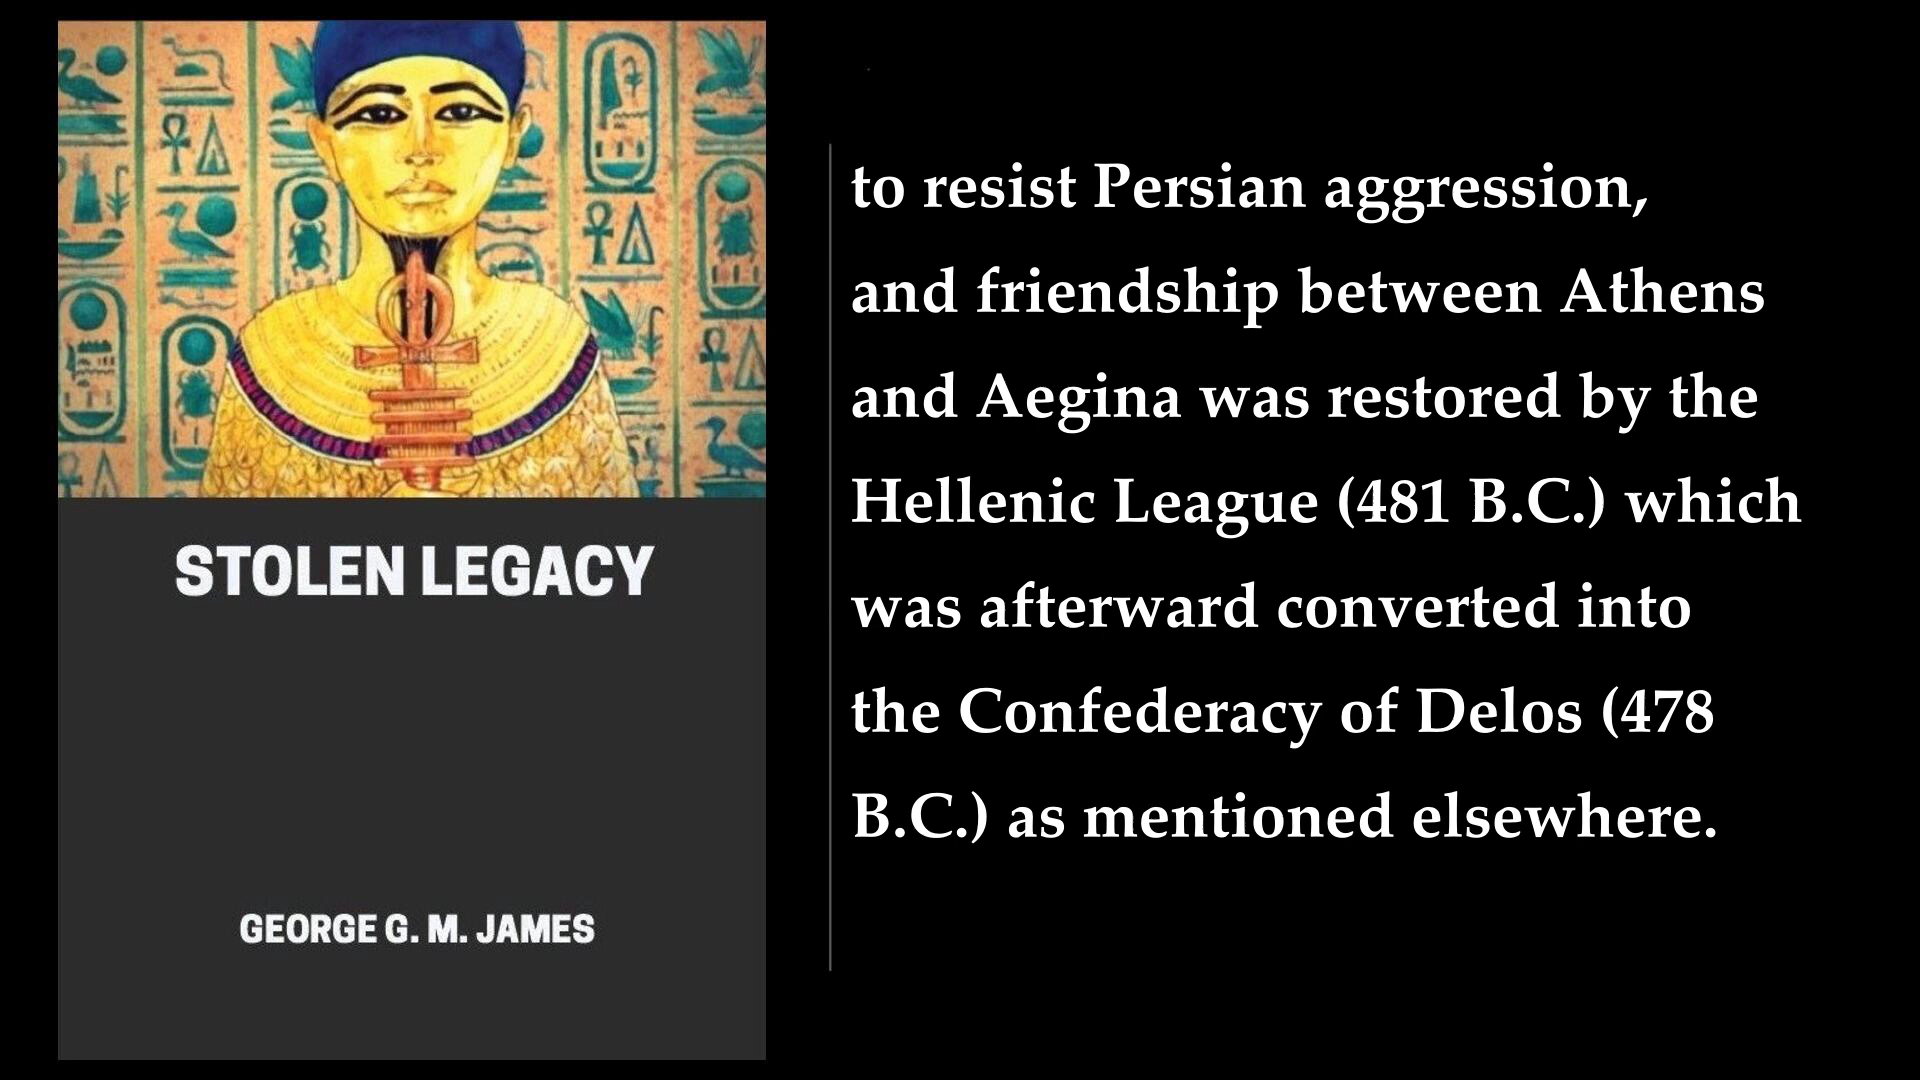 STOLEN LEGACY
GEORGE G. M. JAMES
to resist Persian aggression,
and friendship between Athens
and Aegina was restored by the
Hellenic League (481 B.C.) which
was afterward converted into
the Confederacy of Delos (478
B.C.) as mentioned elsewhere.